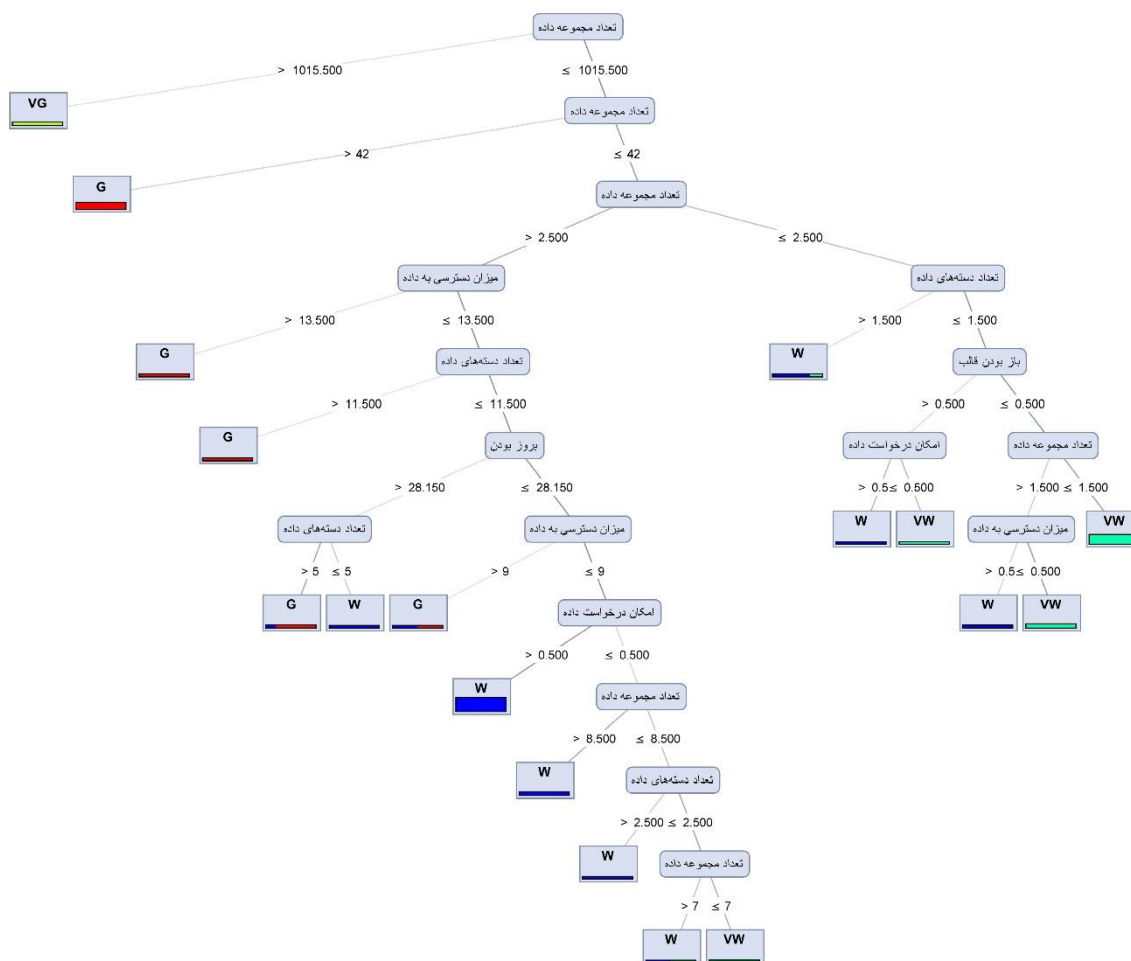 تعداد مجموعه داده
> 1015.500
≤ 1015.500
VG
تعداد مجموعه داده
> 42
≤ 42
G
تعداد مجموعه داده
> 2.500
≤ 2.500
میزان دسترسی به داده
تعداد دسته‌های داده
> 13.500
≤ 13.500
> 1.500
≤ 1.500
G
تعداد دسته‌های داده
W
باز بودن قالب
> 11.500
≤ 11.500
> 0.500
≤ 0.500
G
بروز بودن
امکان درخواست داده
تعداد مجموعه داده
> 28.150
≤ 28.150
> 0.5
≤ 0.500
> 1.500
≤ 1.500
تعداد دسته‌های داده
میزان دسترسی به داده
W
VW
میزان دسترسی به داده
VW
> 5
≤ 5
> 9
≤ 9
> 0.5
≤ 0.500
G
W
G
امکان درخواست داده
W
VW
> 0.500
≤ 0.500
W
تعداد مجموعه داده
> 8.500
≤ 8.500
W
تعداد دسته‌های داده
> 2.500
≤ 2.500
W
تعداد مجموعه داده
> 7
≤ 7
W
VW